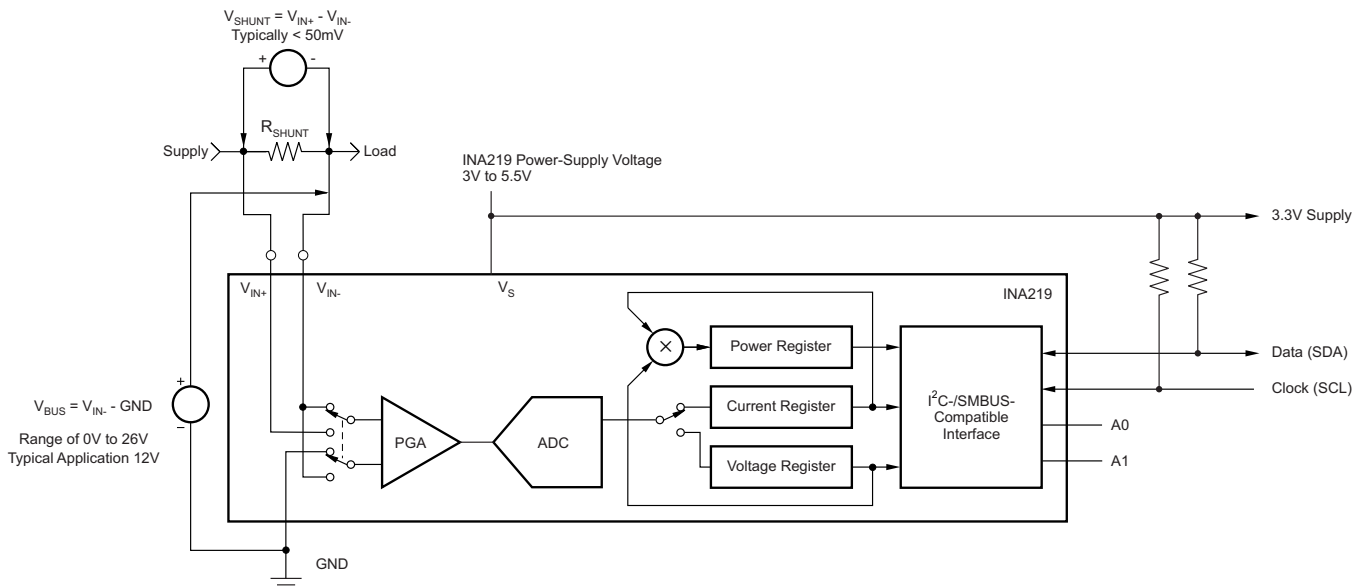 V_SHUNT = V_IN+ - V_IN-
Typically < 50mV
+
-
R_SHUNT
Supply
Load
INA219 Power-Supply Voltage
3V to 5.5V
3.3V Supply
V_IN+
V_IN-
V_S
INA219
×
Power Register
Data (SDA)
Clock (SCL)
+
V_BUS = V_IN- - GND
−
Range of 0V to 26V
Typical Application 12V
PGA
ADC
Current Register
Voltage Register
I²C-/SMBUS-
Compatible
Interface
A0
A1
GND